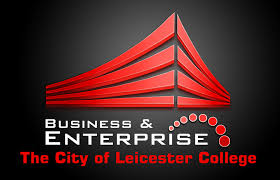 BUSINESS &
ENTERPRISE
The City of Leicester College